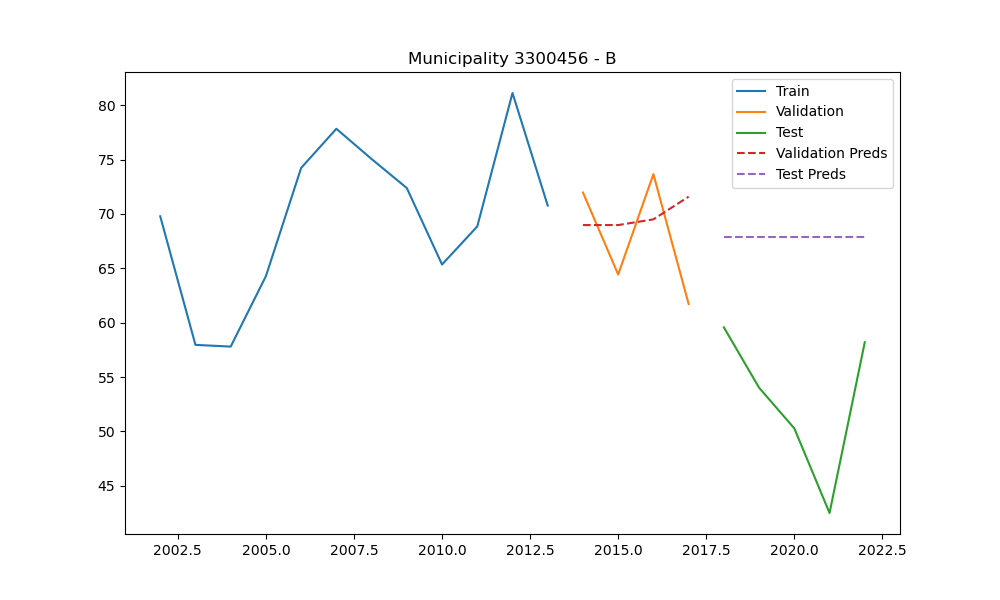 Municipality 3300456 - B
Train
Validation
Test
Validation Preds
Test Preds
80
75
70
65
60
55
50
45
2002.5 2005.0 2007.5 2010.0 2012.5 2015.0 2017.5 2020.0 2022.5